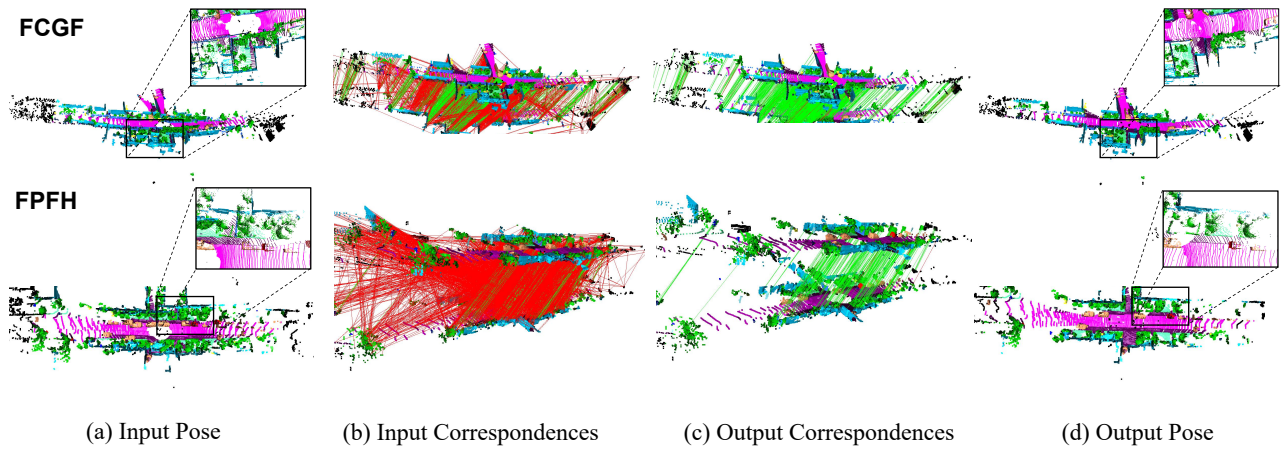 FCGF
FPFH
(a) Input Pose
(b) Input Correspondences
(c) Output Correspondences
(d) Output Pose